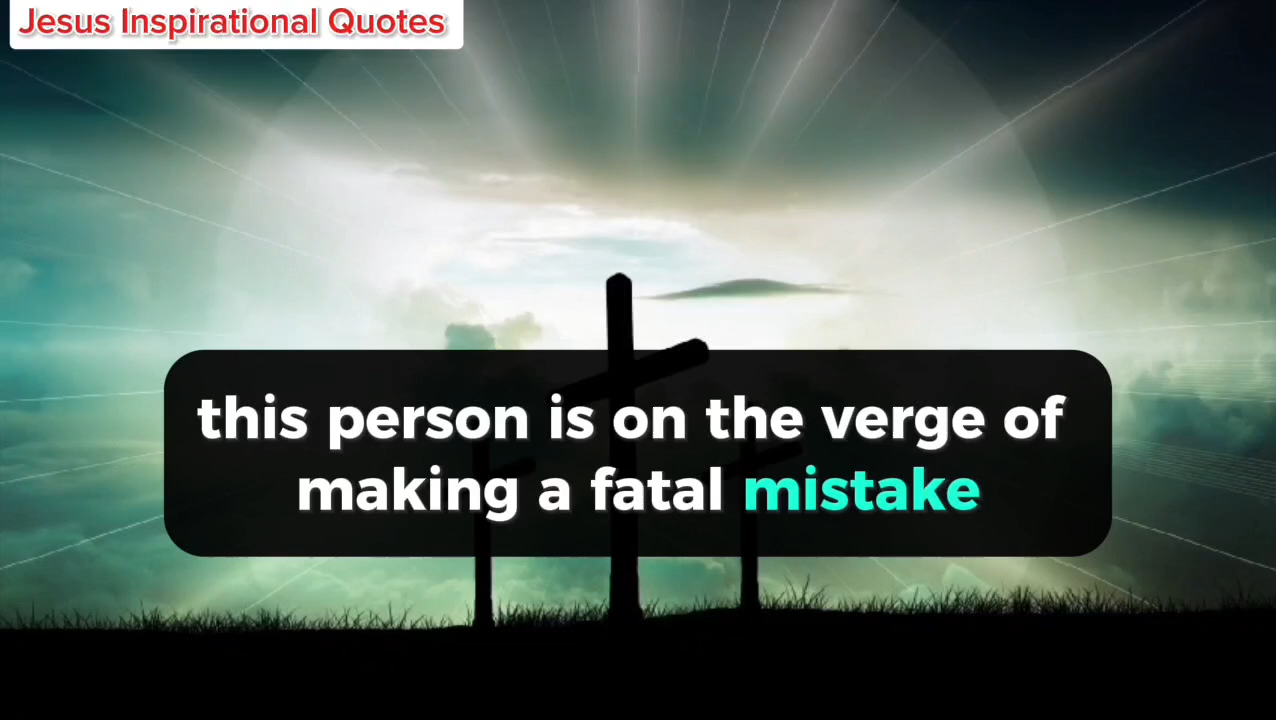 Jesus Inspirational Quotes
this person is on the verge of
making a fatal mistake